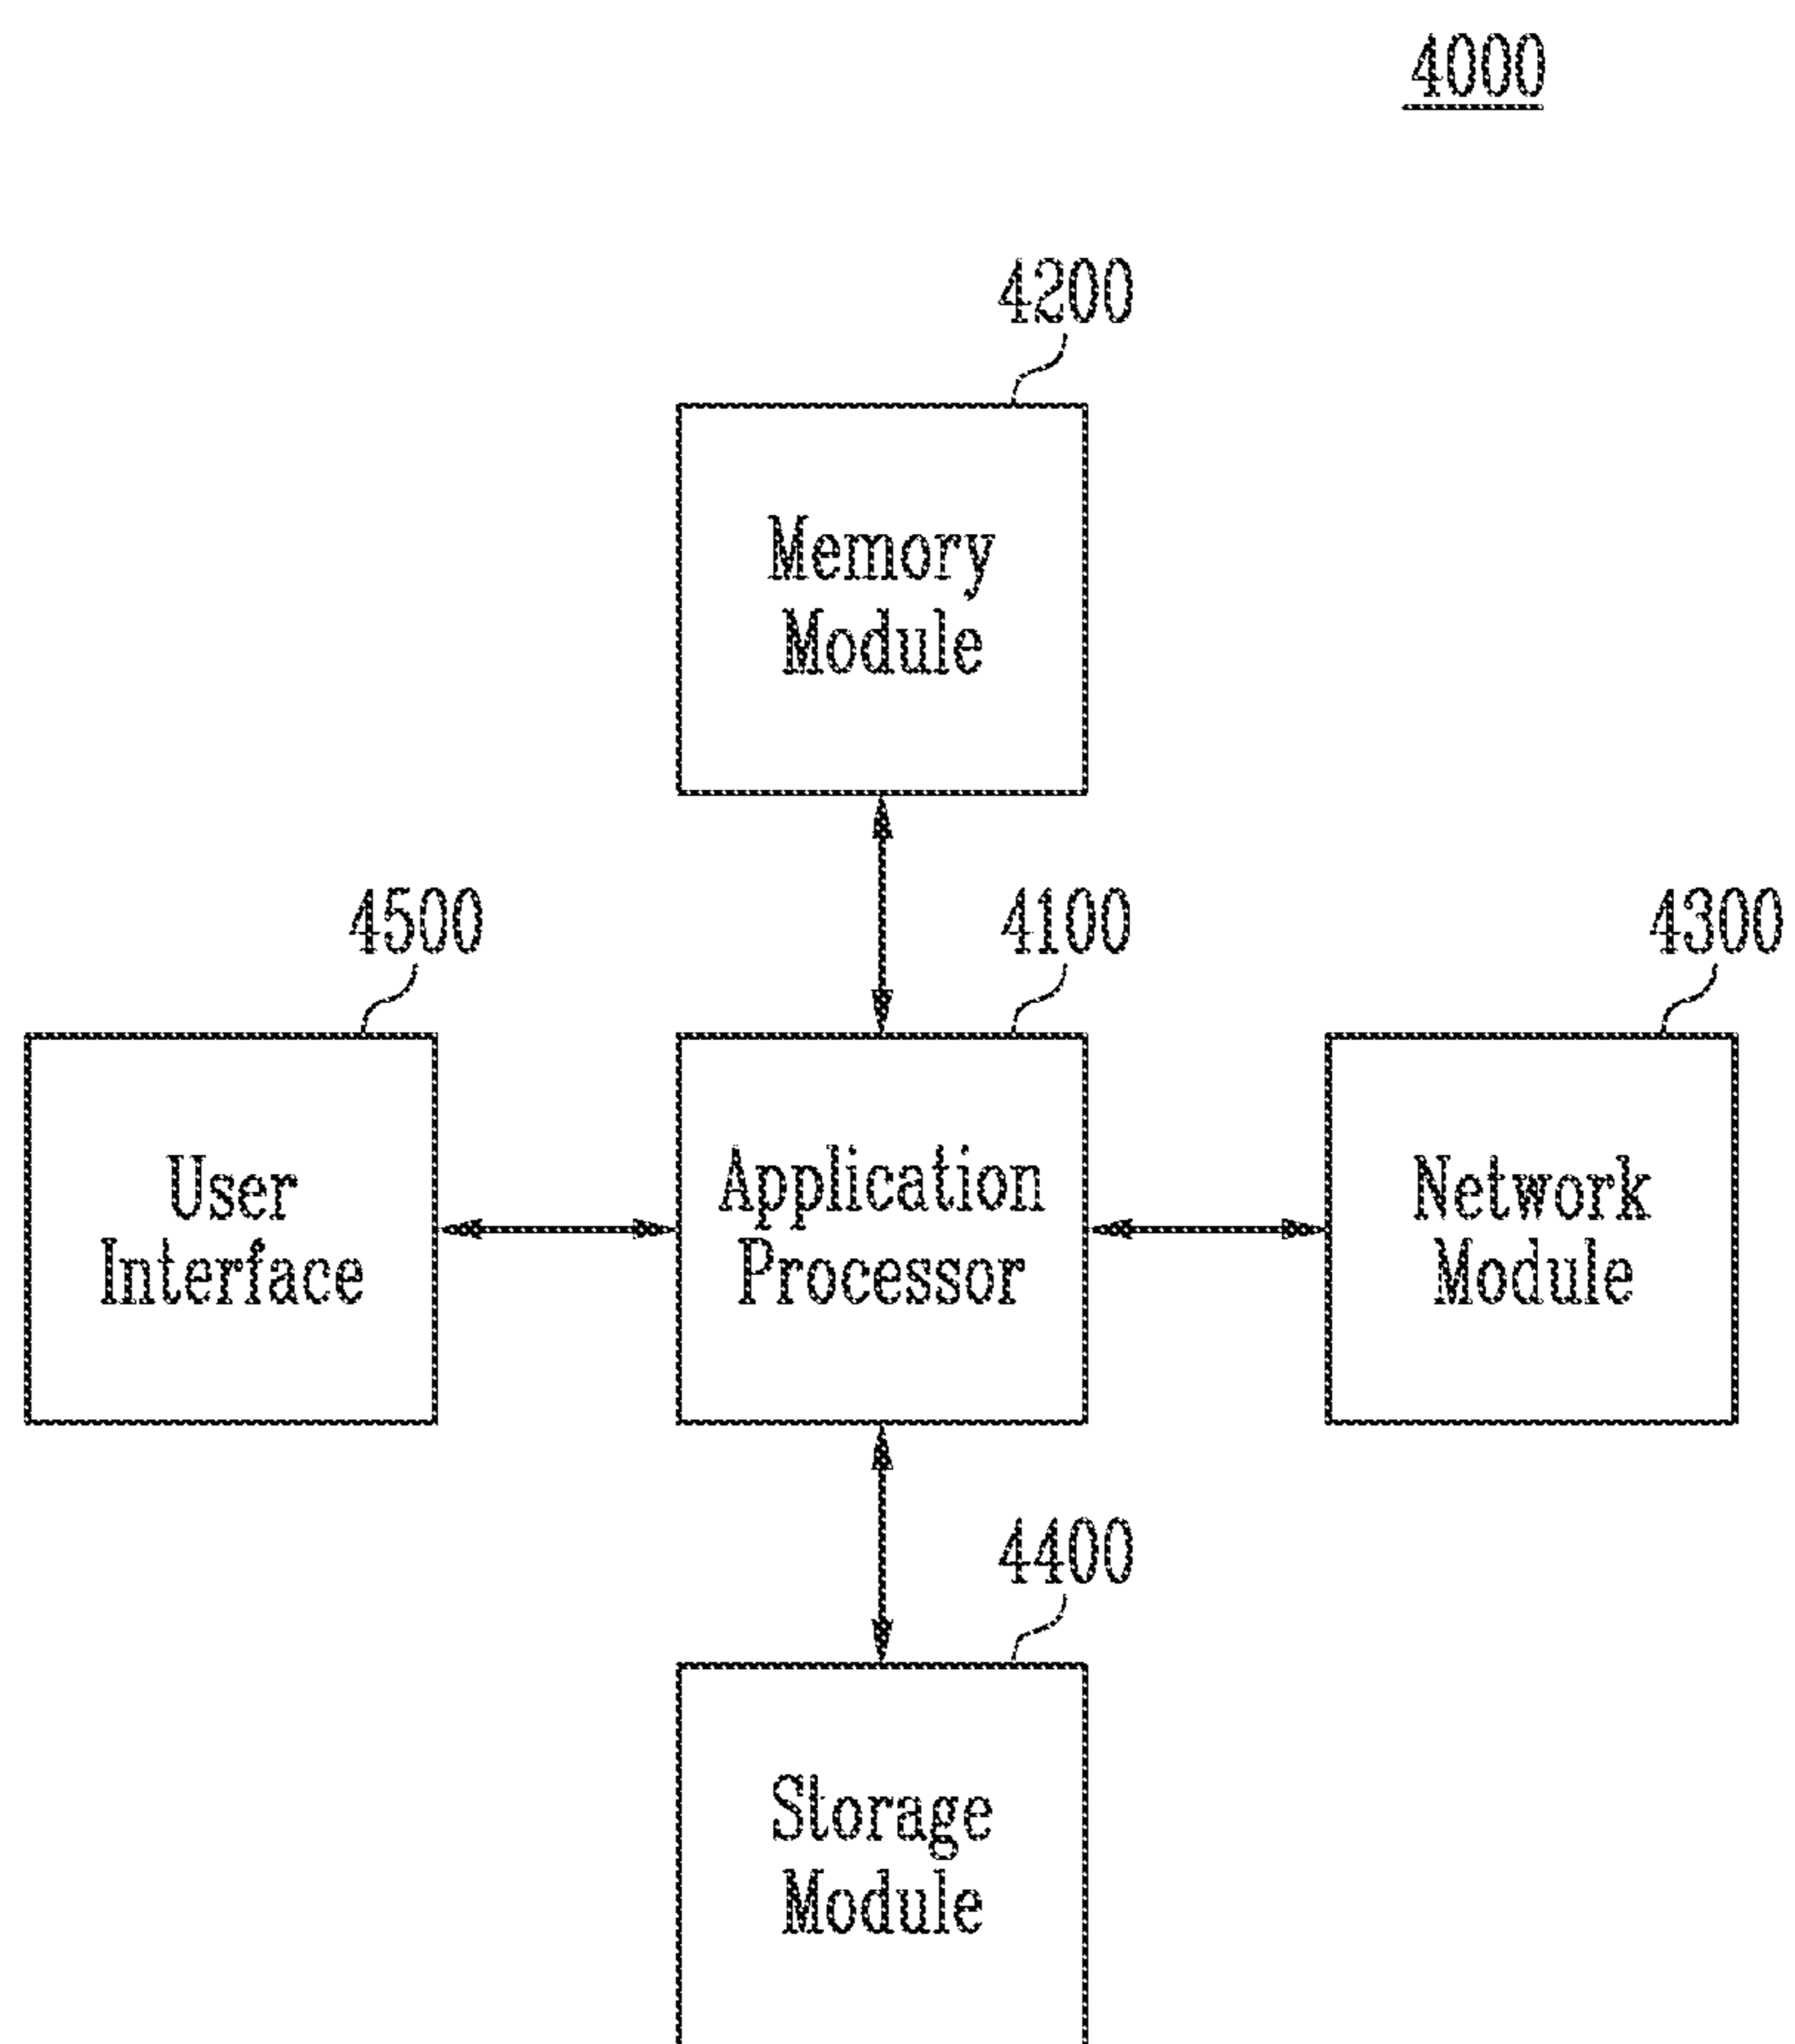 4000
4200
Memory
Module
4500
4100
4300
User
Interface
Application
Processor
Network
Module
4400
Storage
Module